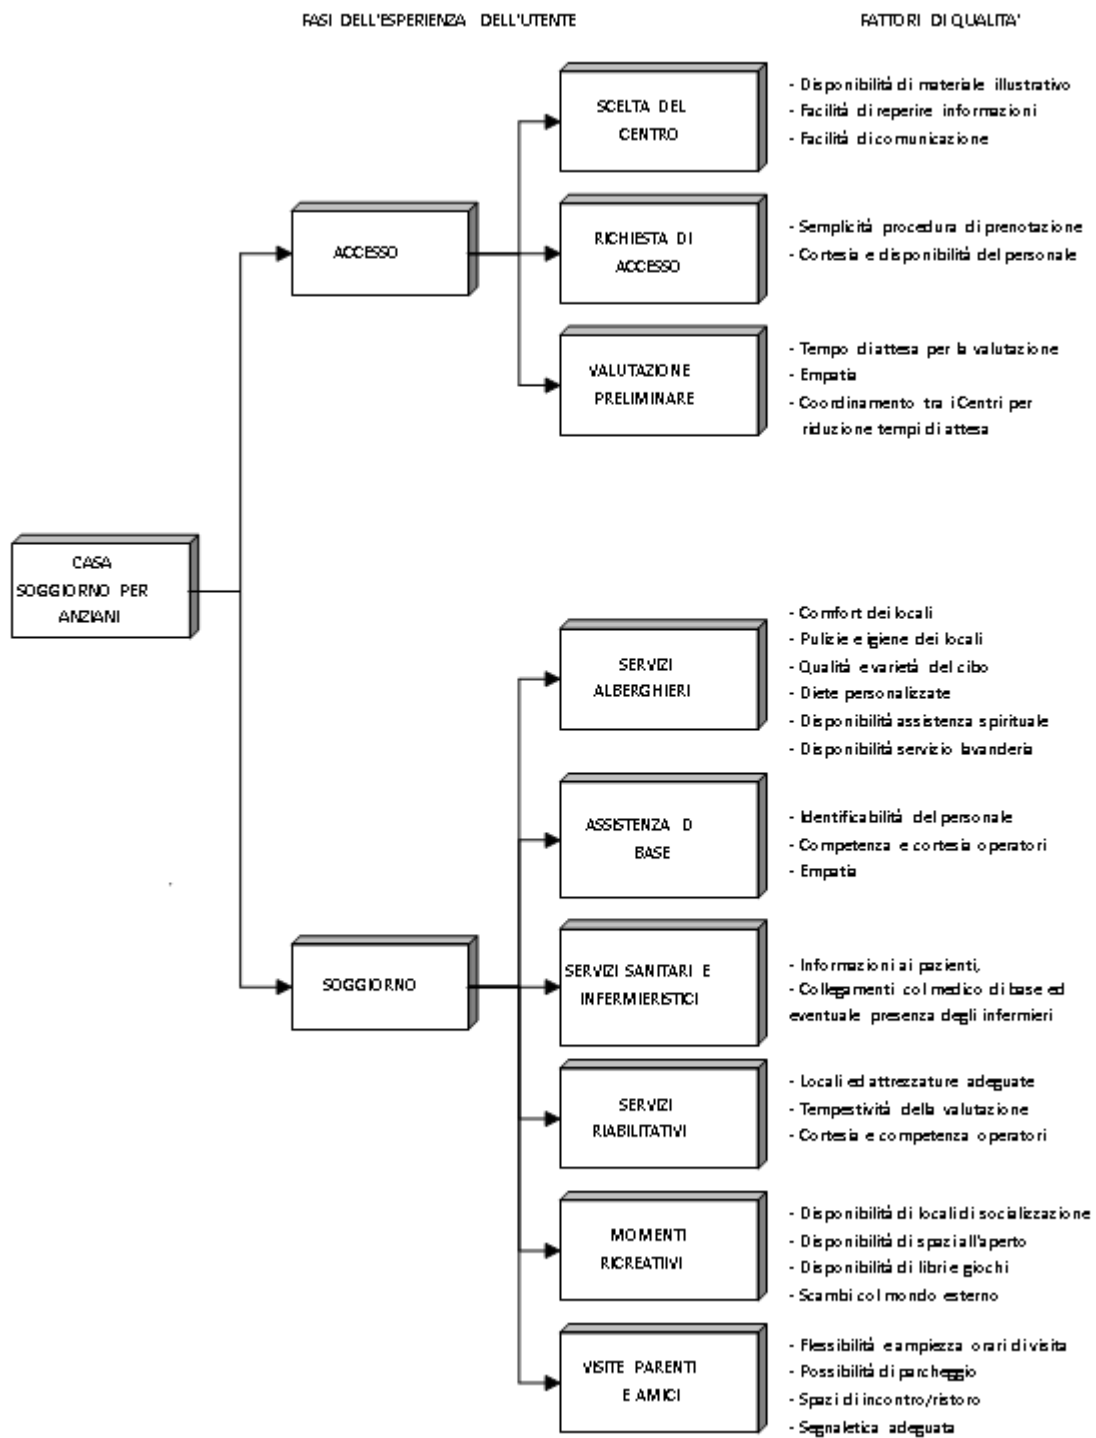 FASI DELL'ESPERIENZA DELL'UTENTE
FATTORI DI QUALITA'
SCELTA DEL
CENTRO
- Disponibilità di materiale illustrativo
- Facilità di reperire informazioni
- Facilità di comunicazione
ACCESSO
RICHIESTA DI
ACCESSO
- Semplicità procedura di prenotazione
- Cortesia e disponibilità del personale
VALUTAZIONE
PRELIMINARE
- Tempo di attesa per la valutazione
- Empatia
- Coordinamento tra i Centri per
riduzione tempi di attesa
CASA
SOGGIORNO PER
ANZIANI
SERVIZI
ALBERGHIERI
- Comfort dei locali
- Pulizie e igiene dei locali
- Qualità e varietà del cibo
- Diete personalizzate
- Disponibilità assistenza spirituale
- Disponibilità servizio lavanderia
ASSISTENZA D
BASE
- Identificabilità del personale
- Competenza e cortesia operatori
- Empatia
SOGGIORNO
SERVIZI SANITARI E
INFERMIERISTICI
- Informazioni ai pazienti,
- Collegamenti col medico di base ed
eventuale presenza degli infermieri
SERVIZI
RIABILITATIVI
- Locali ed attrezzature adeguate
- Tempestività della valutazione
- Cortesia e competenza operatori
MOMENTI
RICREATIIVI
- Disponibilità di locali di socializzazione
- Disponibilità di spazi all'aperto
- Disponibilità di libri e giochi
- Scambi col mondo esterno
VISITE PARENTI
E AMICI
- Flessibilità e ampiezza orari di visita
- Possibilità di parcheggio
- Spazi di incontro/ristoro
- Segnaletica adeguata